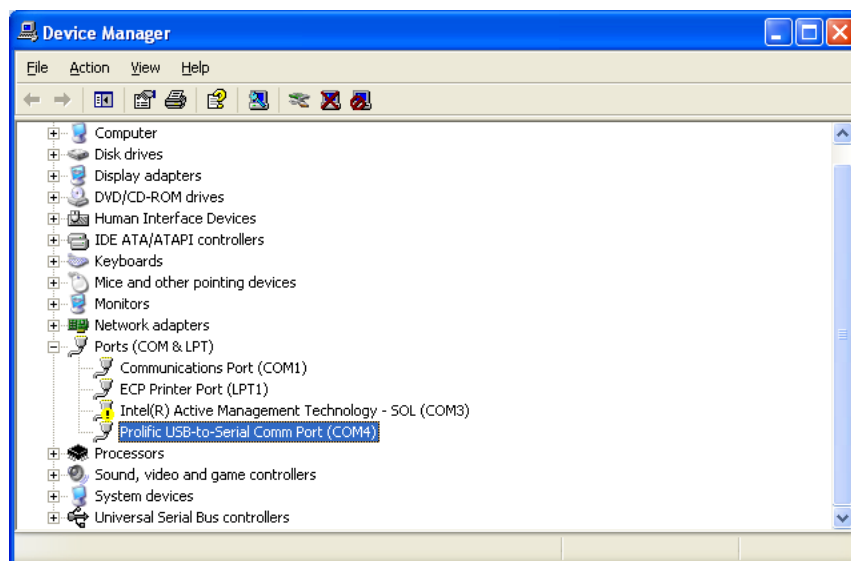 Device Manager
File Action View Help
Computer
Disk drives
Display adapters
DVD/CD-ROM drives
Human Interface Devices
IDE ATA/ATAPI controllers
Keyboards
Mice and other pointing devices
Monitors
Network adapters
Ports (COM & LPT)
Communications Port (COM1)
ECP Printer Port (LPT1)
Intel(R) Active Management Technology - SOL (COM3)
Prolific USB-to-Serial Comm Port (COM4)
Processors
Sound, video and game controllers
System devices
Universal Serial Bus controllers